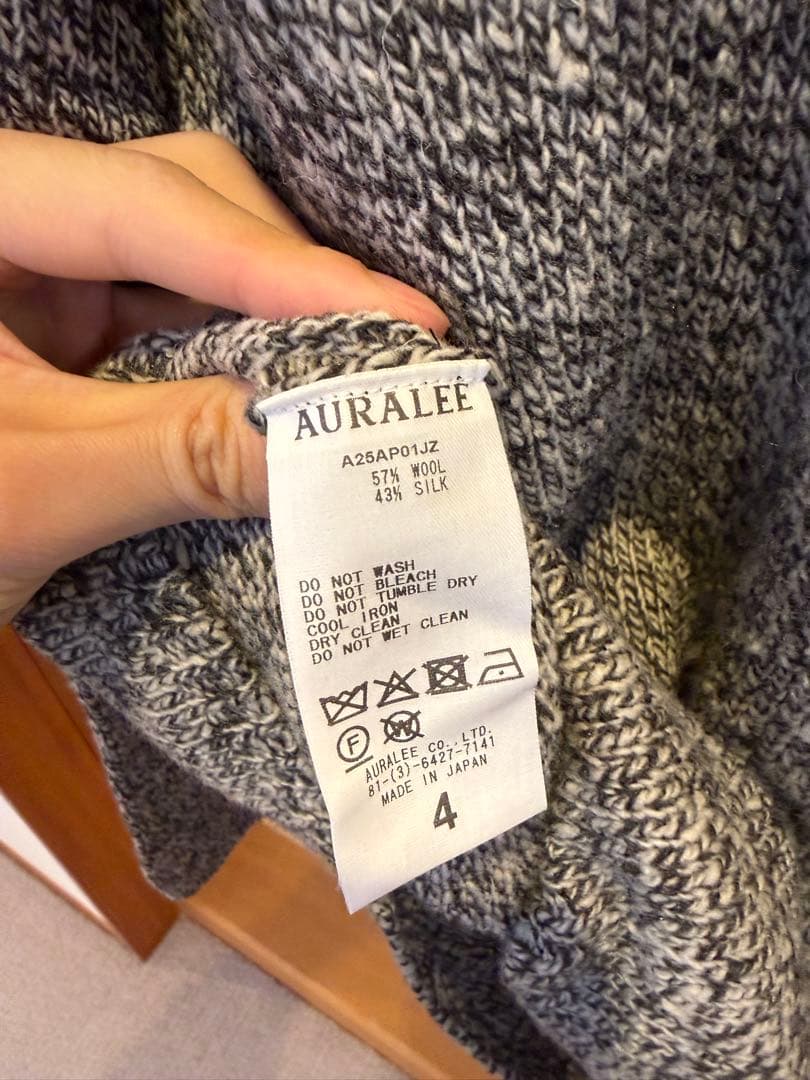 AURALEE
A25AP01JZ
57% WOOL
43% SILK
DO NOT WASH
DO NOT BLEACH
DO NOT TUMBLE DRY
COOL IRON
DRY CLEAN
DO NOT WET CLEAN
F W
AURALEE CO.,LTD.
81-(3)-6427-7141
MADE IN JAPAN
4